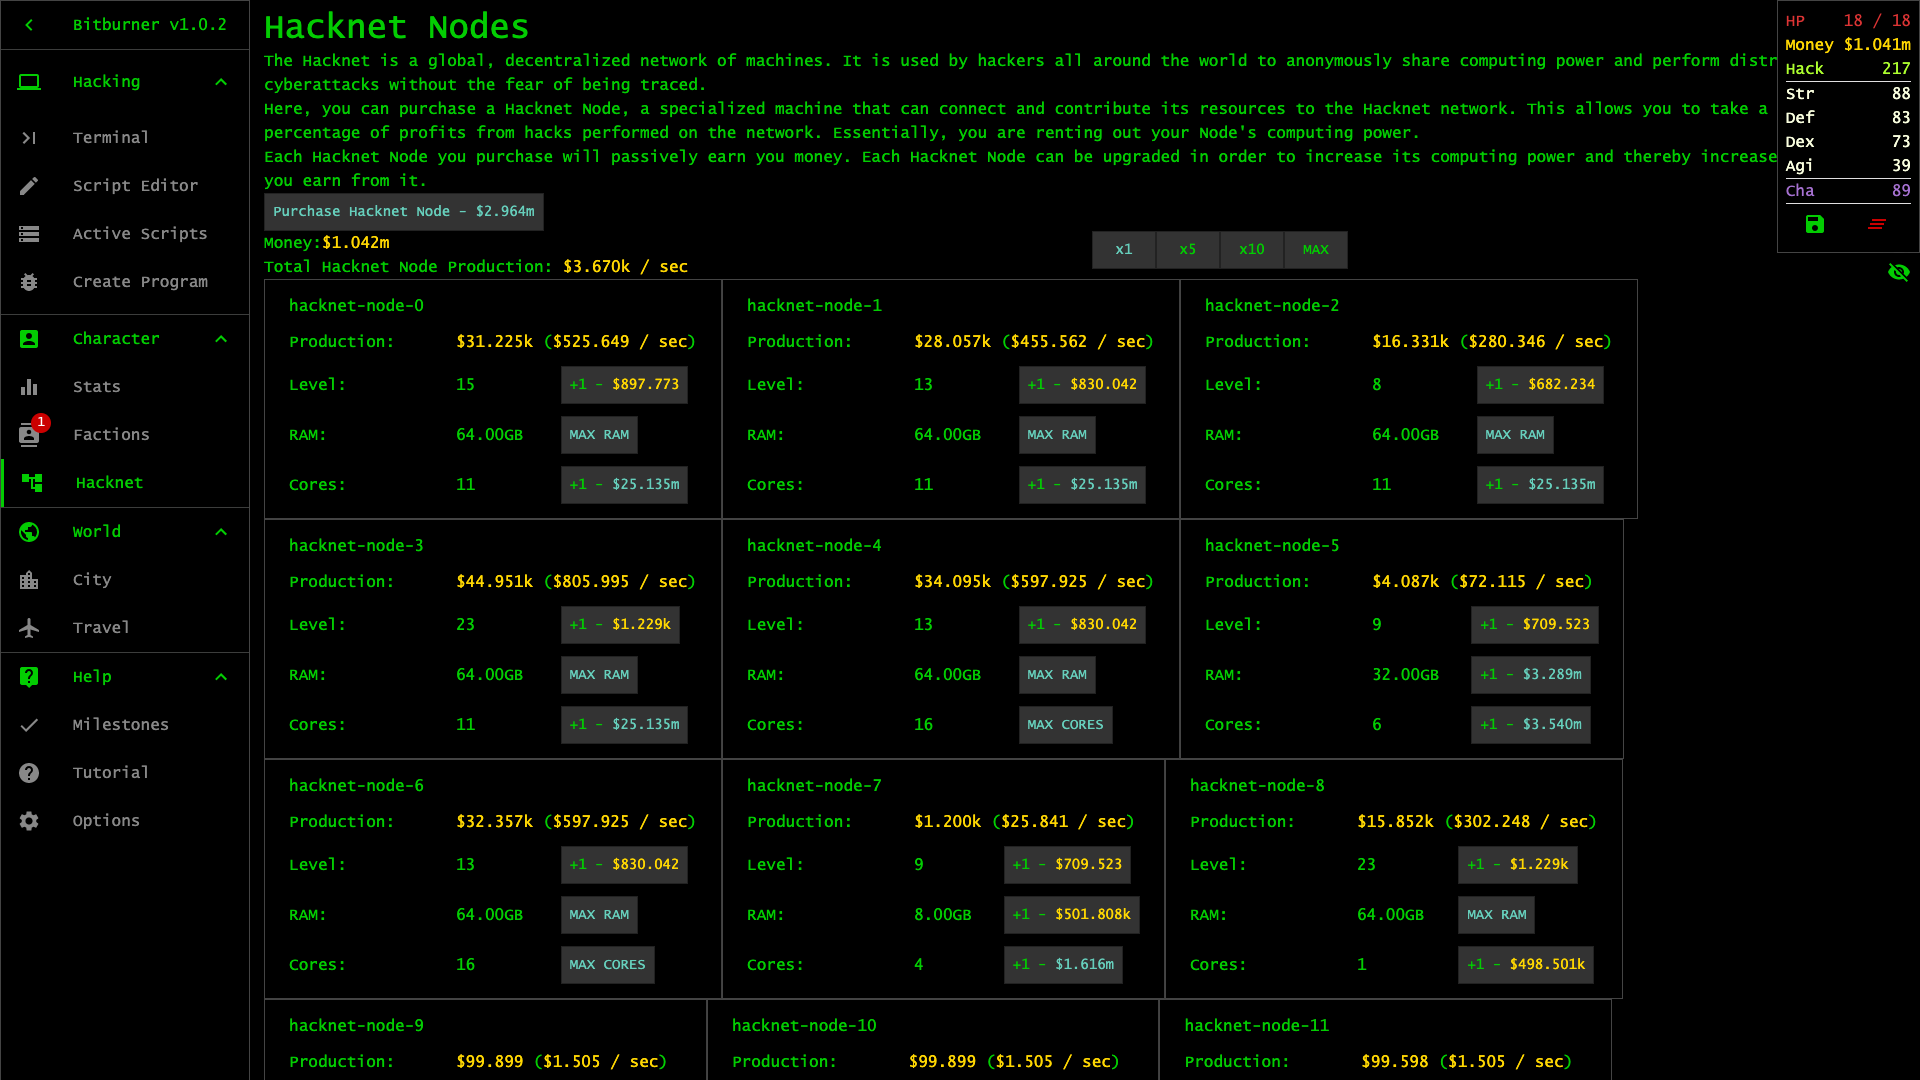 Bitburner v1.0.2
Hacking
Terminal
Script Editor
Active Scripts
Create Program
Character
Stats
1
Factions
Hacknet
World
City
Travel
Help
Milestones
Tutorial
Options
Hacknet Nodes
The Hacknet is a global, decentralized network of machines. It is used by hackers all around the world to anonymously share computing power and perform distr
cyberattacks without the fear of being traced.
Here, you can purchase a Hacknet Node, a specialized machine that can connect and contribute its resources to the Hacknet network. This allows you to take a
percentage of profits from hacks performed on the network. Essentially, you are renting out your Node's computing power.
Each Hacknet Node you purchase will passively earn you money. Each Hacknet Node can be upgraded in order to increase its computing power and thereby increase
you earn from it.
Purchase Hacknet Node - $2.964m
Money:$1.042m
Total Hacknet Node Production: $3.670k / sec
x1 x5 x10 MAX
hacknet-node-0
Production: $31.225k ($525.649 / sec)
Level: 15 +1 - $897.773
RAM: 64.00GB MAX RAM
Cores: 11 +1 - $25.135m
hacknet-node-1
Production: $28.057k ($455.562 / sec)
Level: 13 +1 - $830.042
RAM: 64.00GB MAX RAM
Cores: 11 +1 - $25.135m
hacknet-node-2
Production: $16.331k ($280.346 / sec)
Level: 8 +1 - $682.234
RAM: 64.00GB MAX RAM
Cores: 11 +1 - $25.135m
hacknet-node-3
Production: $44.951k ($805.995 / sec)
Level: 23 +1 - $1.229k
RAM: 64.00GB MAX RAM
Cores: 11 +1 - $25.135m
hacknet-node-4
Production: $34.095k ($597.925 / sec)
Level: 13 +1 - $830.042
RAM: 64.00GB MAX RAM
Cores: 16 MAX CORES
hacknet-node-5
Production: $4.087k ($72.115 / sec)
Level: 9 +1 - $709.523
RAM: 32.00GB +1 - $3.289m
Cores: 6 +1 - $3.540m
hacknet-node-6
Production: $32.357k ($597.925 / sec)
Level: 13 +1 - $830.042
RAM: 64.00GB MAX RAM
Cores: 16 MAX CORES
hacknet-node-7
Production: $1.200k ($25.841 / sec)
Level: 9 +1 - $709.523
RAM: 8.00GB +1 - $501.808k
Cores: 4 +1 - $1.616m
hacknet-node-8
Production: $15.852k ($302.248 / sec)
Level: 23 +1 - $1.229k
RAM: 64.00GB MAX RAM
Cores: 1 +1 - $498.501k
hacknet-node-9
Production: $99.899 ($1.505 / sec)
hacknet-node-10
Production: $99.899 ($1.505 / sec)
hacknet-node-11
Production: $99.598 ($1.505 / sec)
HP 18 / 18
Money $1.041m
Hack 217
Str 88
Def 83
Dex 73
Agi 39
Cha 89